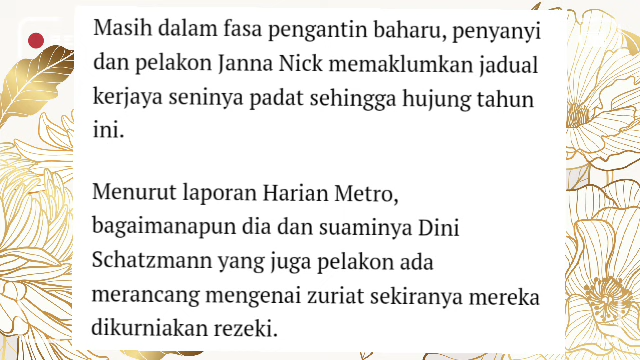 Masih dalam fasa pengantin baharu, penyanyi
dan pelakon Janna Nick memaklumkan jadual
kerjaya seninya padat sehingga hujung tahun
ini.
Menurut laporan Harian Metro,
bagaimanapun dia dan suaminya Dini
Schatzmann yang juga pelakon ada
merancang mengenai zuriat sekiranya mereka
dikurniakan rezeki.